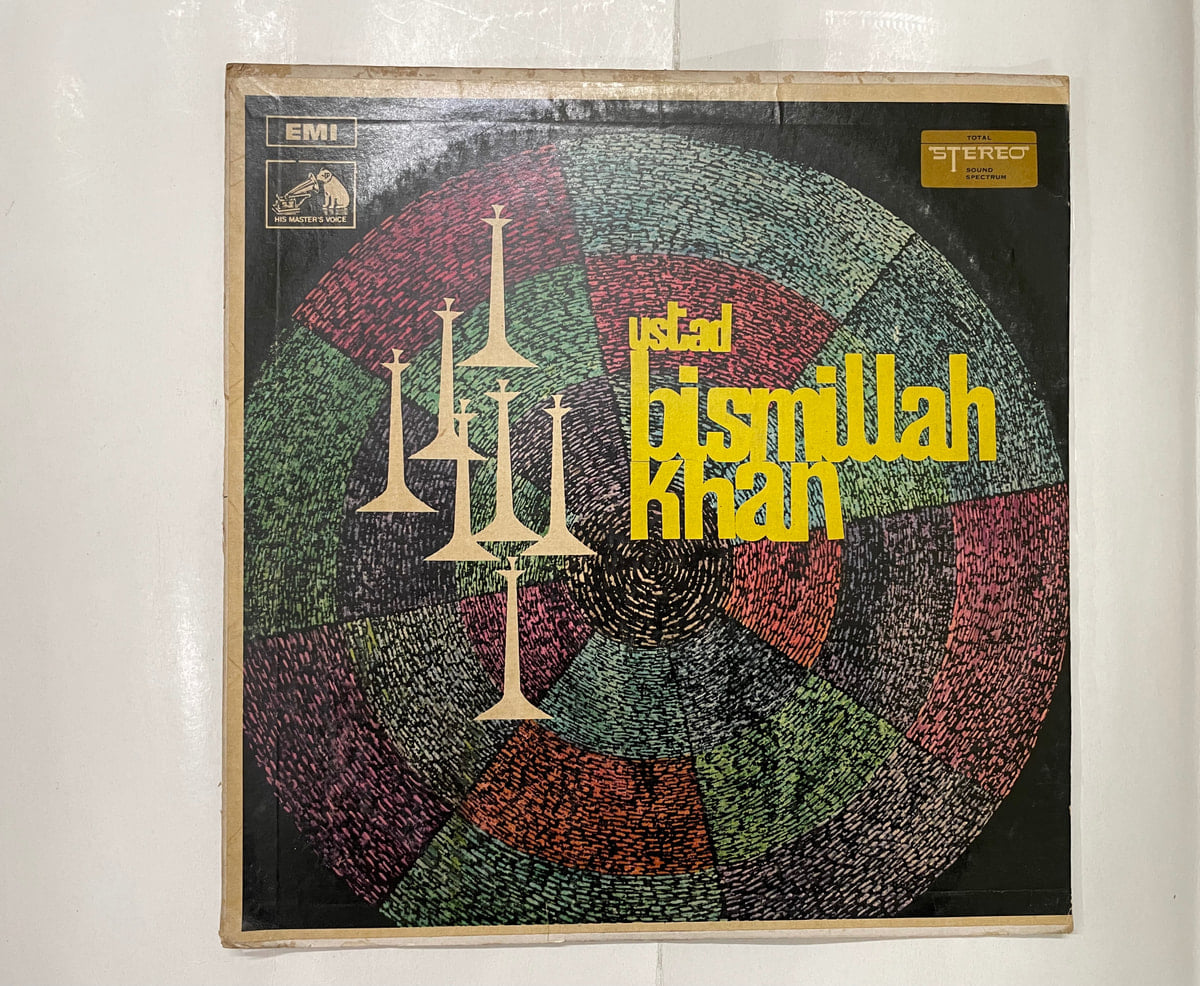 EMI
HIS MASTER'S VOICE
TOTAL
STEREO
SOUND
SPECTRUM
ustad
bismillah
khan